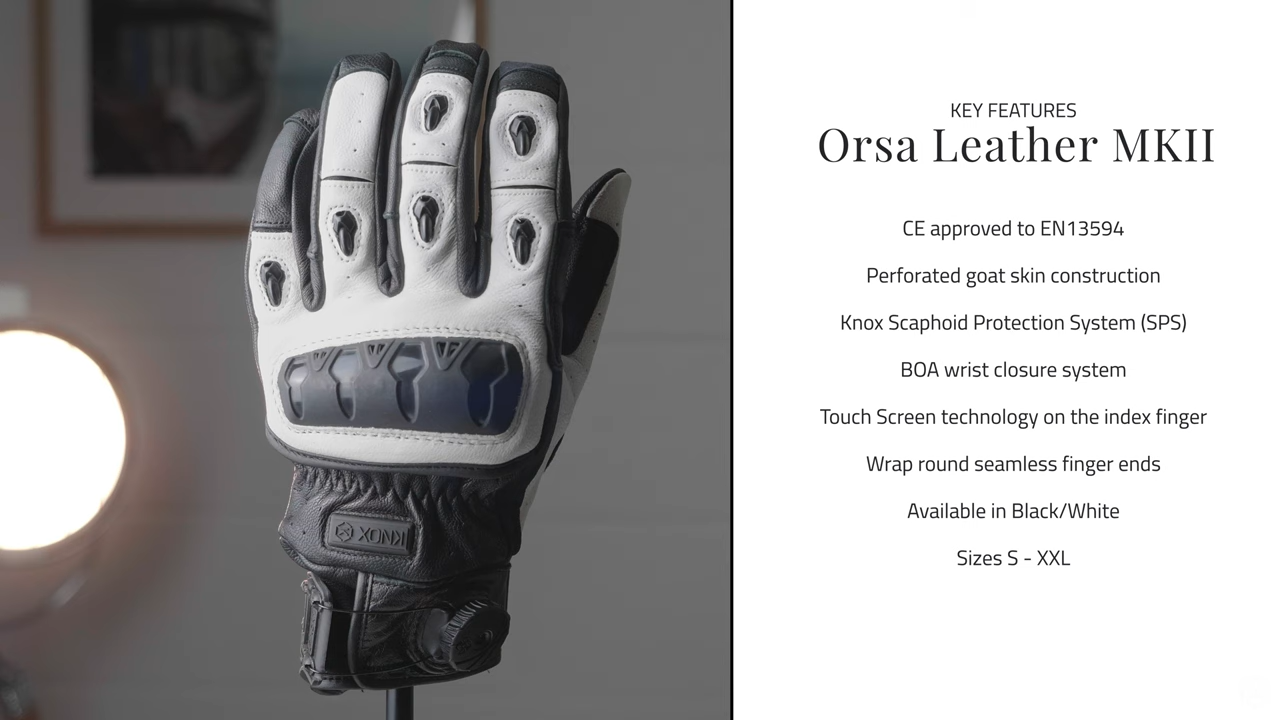 KEY FEATURES
Orsa Leather MKII
CE approved to EN13594
Perforated goat skin construction
Knox Scaphoid Protection System (SPS)
BOA wrist closure system
Touch Screen technology on the index finger
Wrap round seamless finger ends
Available in Black/White
Sizes S - XXL
KNOX